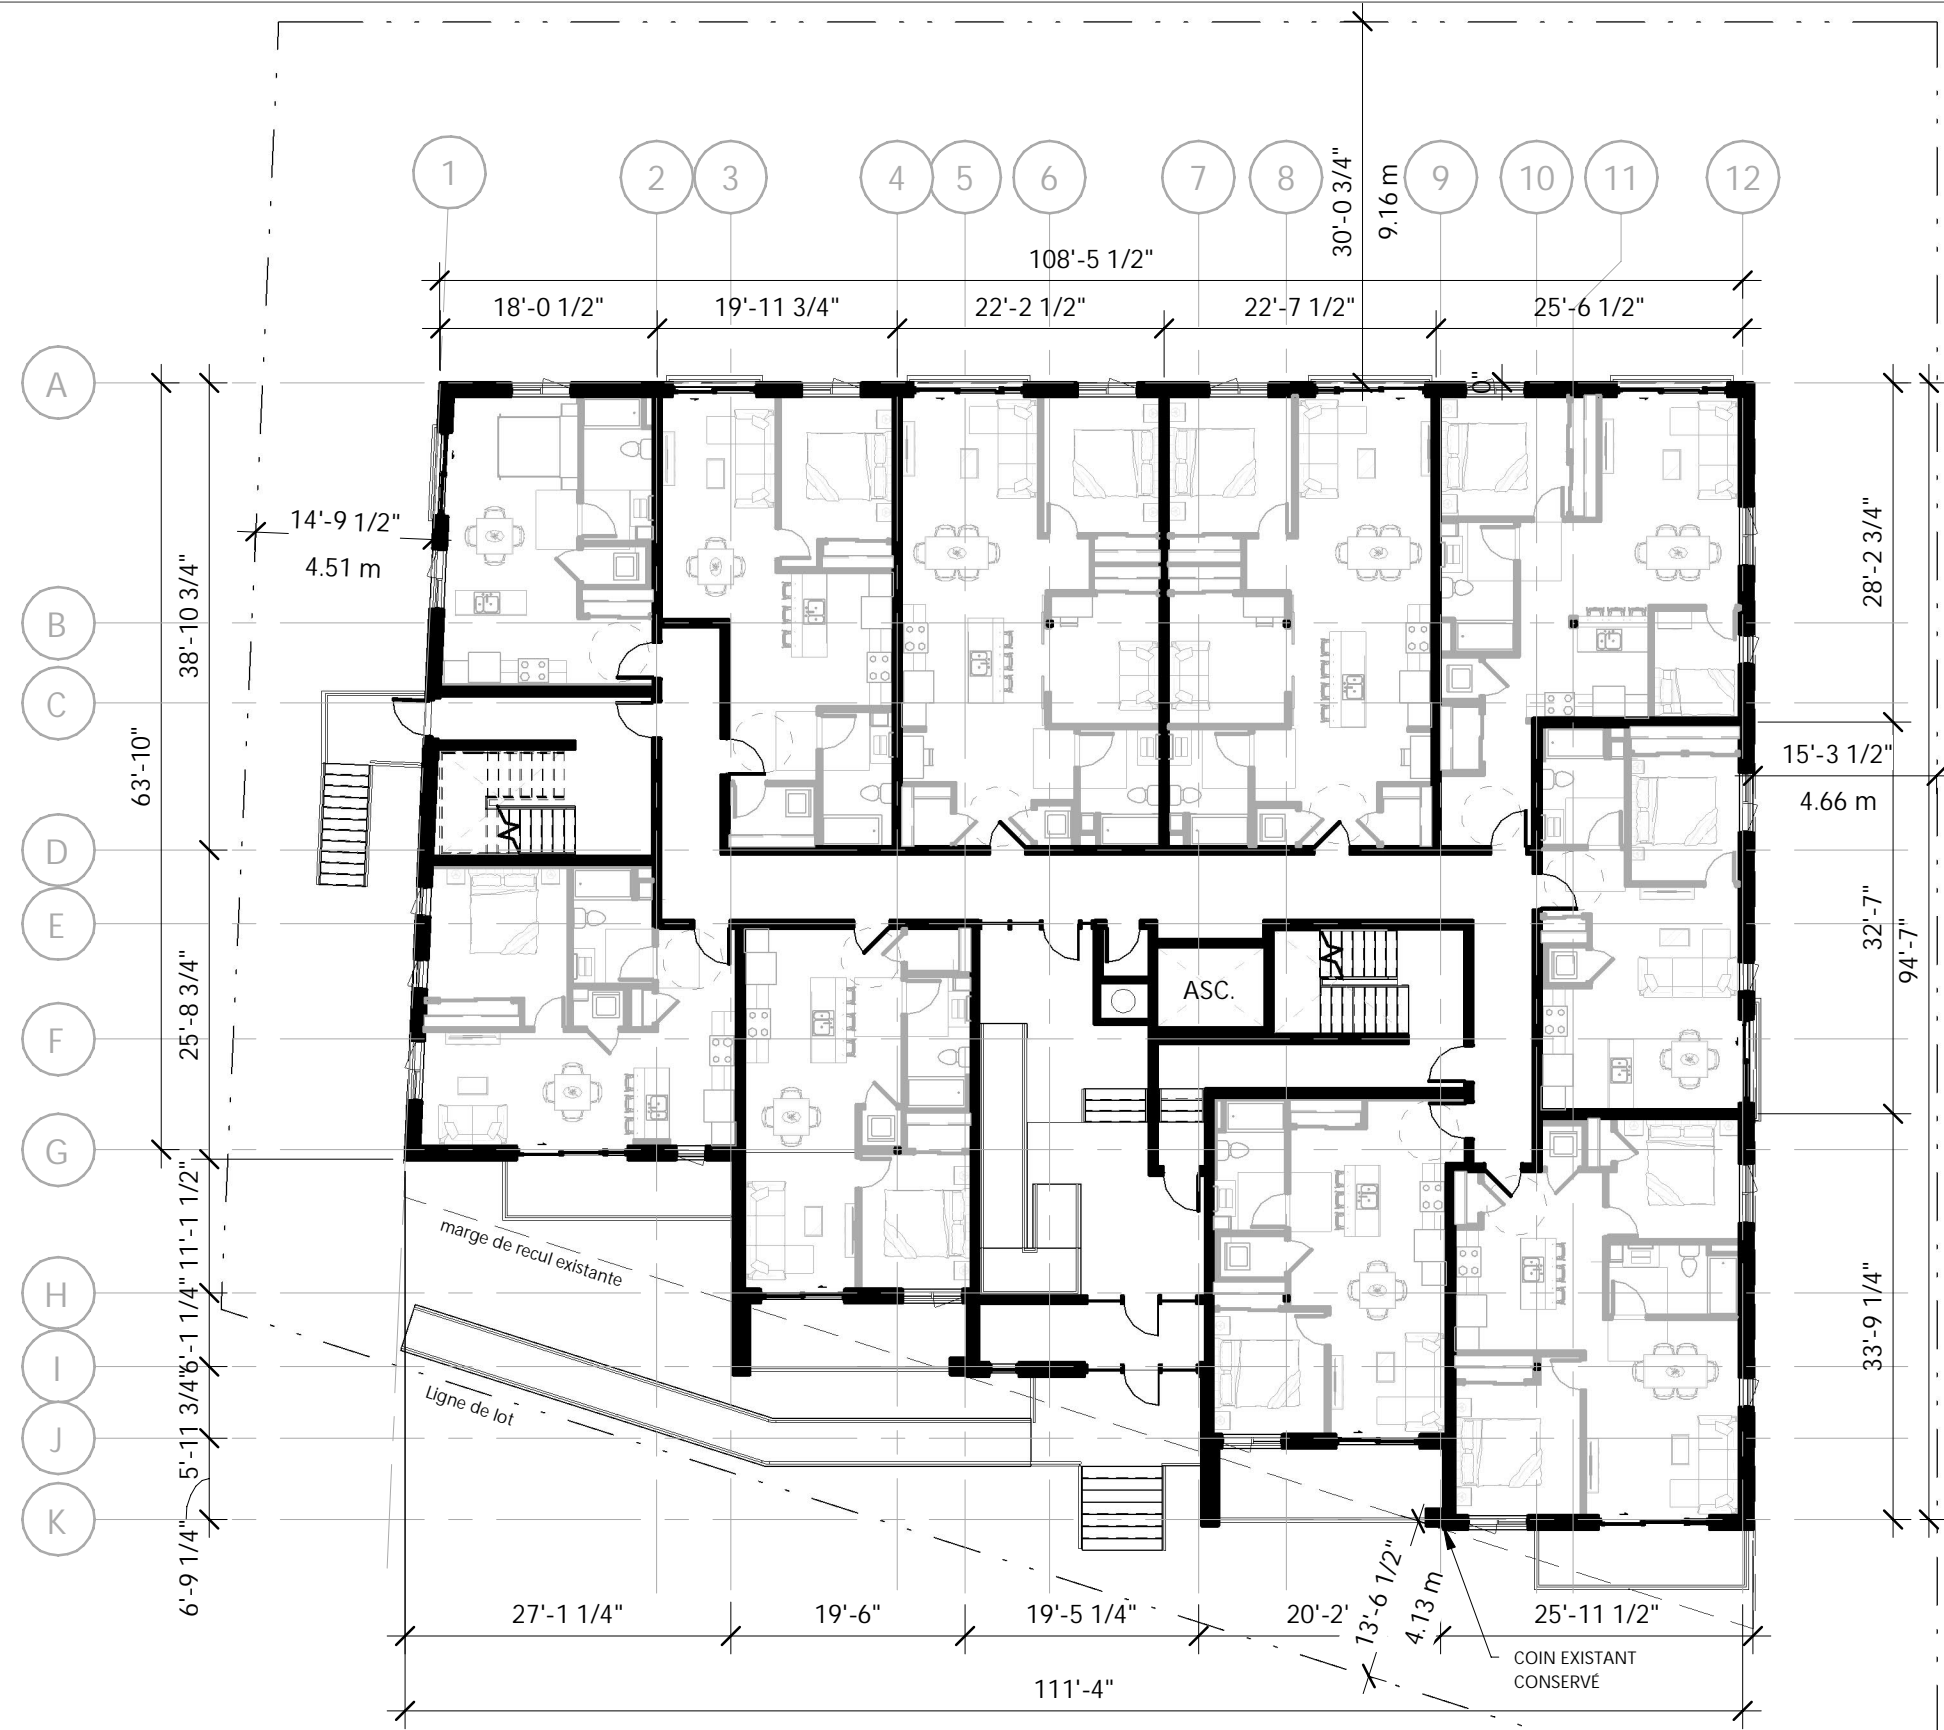 1
2
3
4
5
6
7
8
9
10
11
12
30'-0 3/4"
9.16 m
108'-5 1/2"
18'-0 1/2"
19'-11 3/4"
22'-2 1/2"
22'-7 1/2"
25'-6 1/2"
A
B
C
D
E
F
G
H
I
J
K
0"
14'-9 1/2"
4.51 m
38'-10 3/4"
63'-10"
25'-8 3/4"
11'-1 1/2"
6'-1 1/4"
5'-11 3/4"
6'-9 1/4"
28'-2 3/4"
15'-3 1/2"
4.66 m
32'-7"
94'-7"
33'-9 1/4"
ASC.
marge de recul existante
Ligne de lot
27'-1 1/4"
19'-6"
19'-5 1/4"
20'-2'
13'-6 1/2"
4.13 m
25'-11 1/2"
COIN EXISTANT
CONSERVÉ
111'-4"